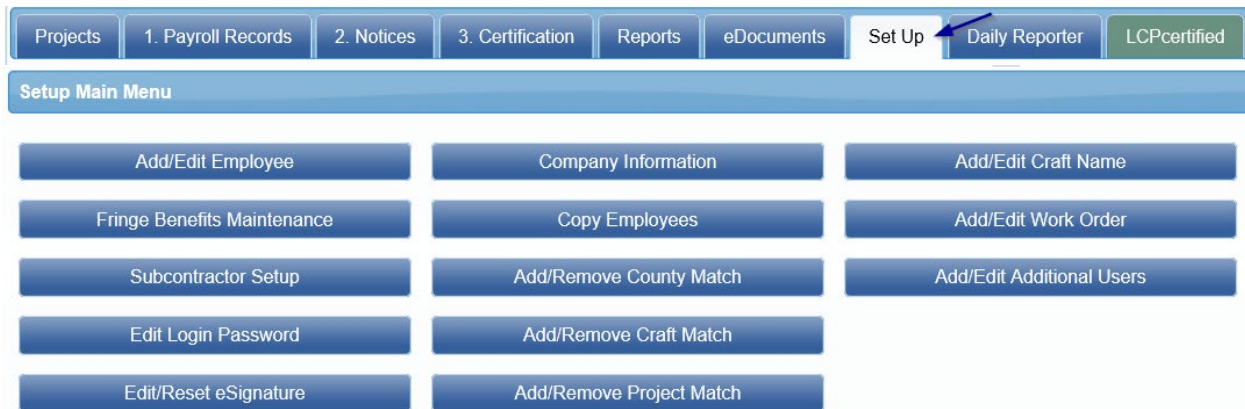 Projects 1. Payroll Records 2. Notices 3. Certification Reports eDocuments Set Up Daily Reporter LCPcertified
Setup Main Menu
Add/Edit Employee Company Information Add/Edit Craft Name
Fringe Benefits Maintenance Copy Employees Add/Edit Work Order
Subcontractor Setup Add/Remove County Match Add/Edit Additional Users
Edit Login Password Add/Remove Craft Match
Edit/Reset eSignature Add/Remove Project Match